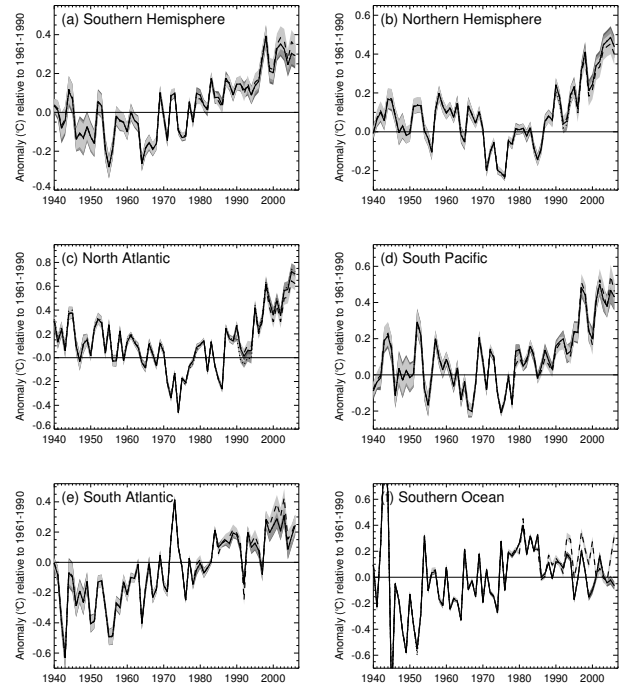 (a) Southern Hemisphere
Anomaly (°C) relative to 1961-1990
0.4
0.2
0.0
-0.2
-0.4
1940 1950 1960 1970 1980 1990 2000
(b) Northern Hemisphere
Anomaly (°C) relative to 1961-1990
0.6
0.4
0.2
0.0
-0.2
1940 1950 1960 1970 1980 1990 2000
(c) North Atlantic
Anomaly (°C) relative to 1961-1990
0.8
0.6
0.4
0.2
-0.0
-0.2
-0.4
-0.6
1940 1950 1960 1970 1980 1990 2000
(d) South Pacific
Anomaly (°C) relative to 1961-1990
0.6
0.4
0.2
0.0
-0.2
1940 1950 1960 1970 1980 1990 2000
(e) South Atlantic
Anomaly (°C) relative to 1961-1990
0.4
0.2
0.0
-0.2
-0.4
-0.6
1940 1950 1960 1970 1980 1990 2000
Southern Ocean
Anomaly (°C) relative to 1961-1990
0.6
0.4
0.2
0.0
-0.2
-0.4
-0.6
1940 1950 1960 1970 1980 1990 2000